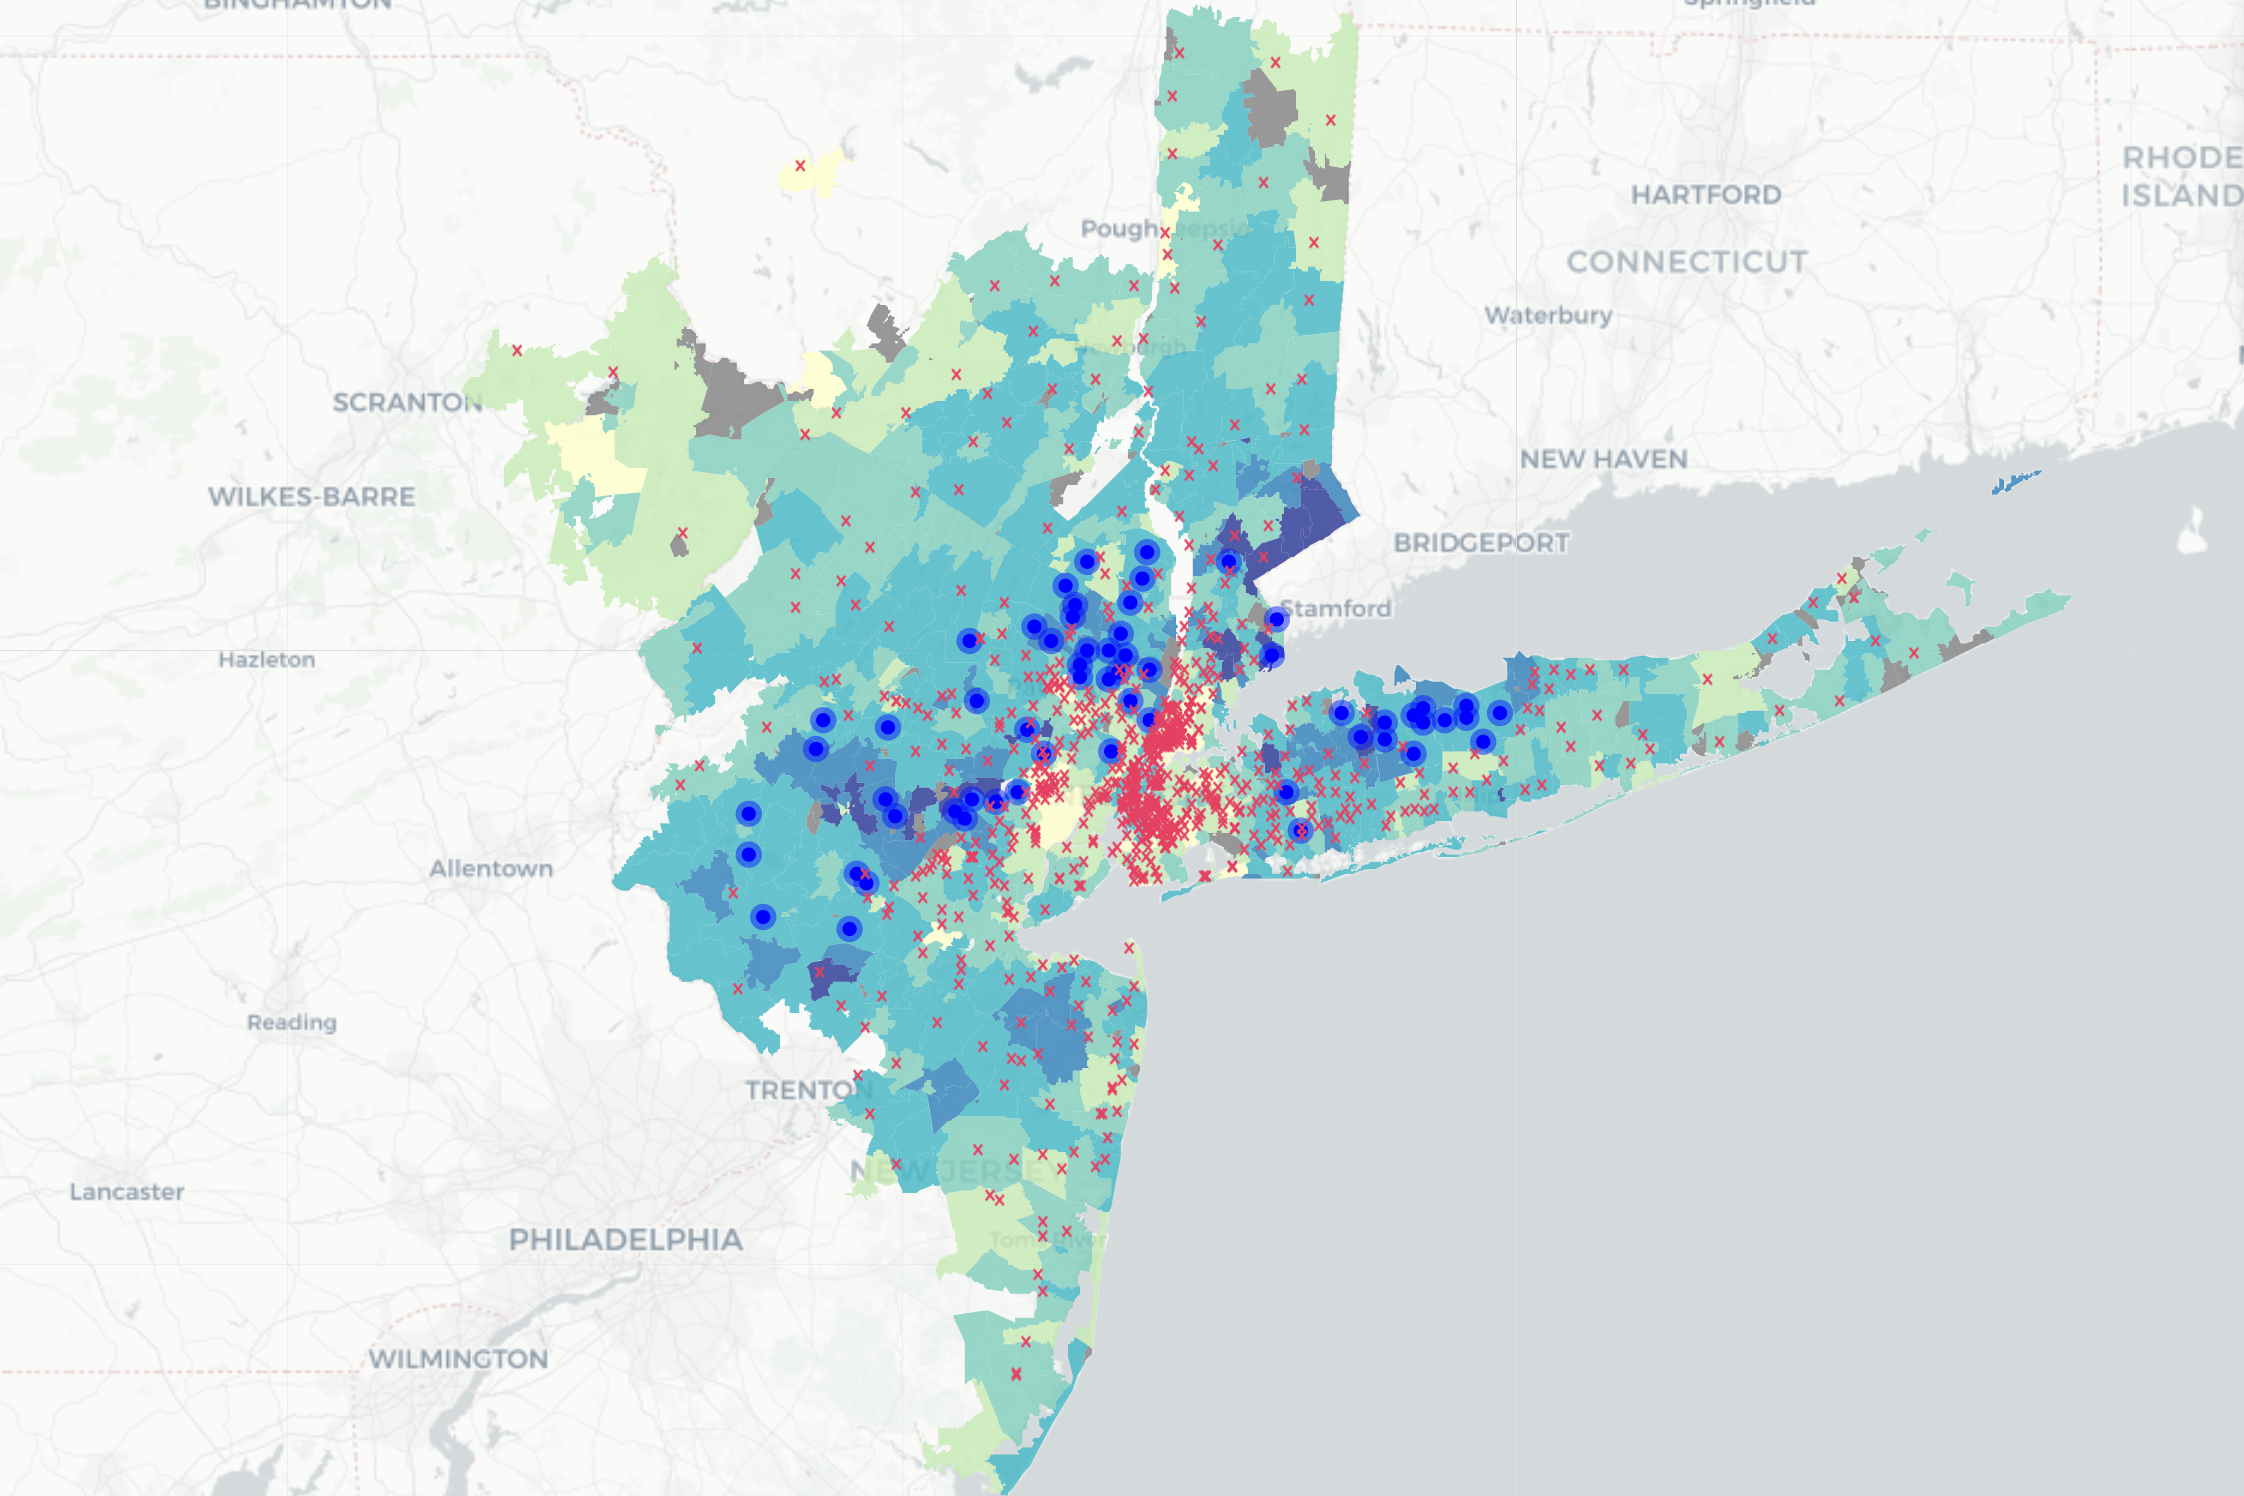 BINGHAMTON
Springfield
RHODE
ISLAND
HARTFORD
Poughkeepsie
CONNECTICUT
Waterbury
Newburgh
SCRANTON
NEW HAVEN
WILKES-BARRE
BRIDGEPORT
Stamford
Hazleton
Allentown
Reading
TRENTON
NEW JERSEY
Lancaster
PHILADELPHIA
Toms River
WILMINGTON